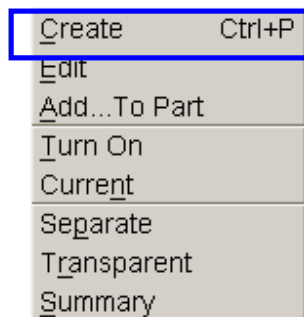 Create Ctrl+P
Edit
Add...To Part
Turn On
Current
Separate
Transparent
Summary